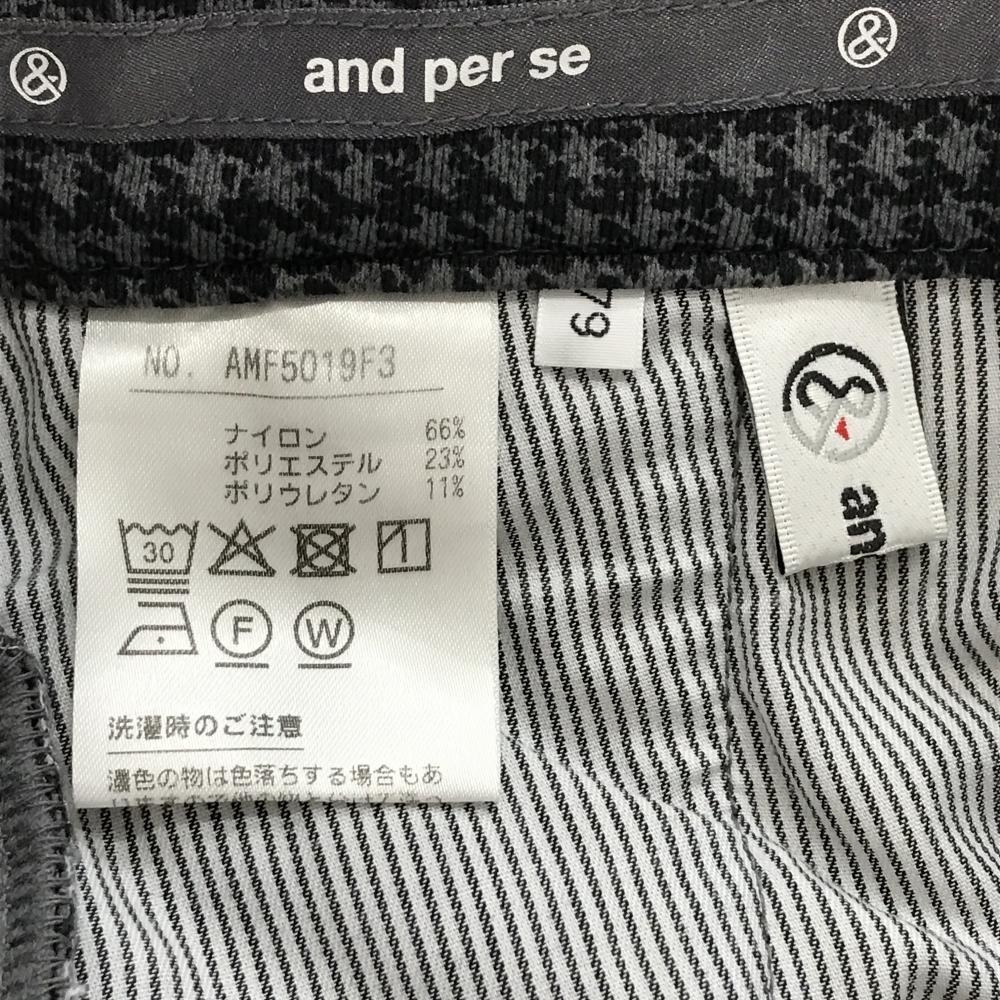 &
and per se
&
NO. AMF5019F3
ナイロン 66%
ポリエステル 23%
ポリウレタン 11%
30
F W
洗濯時のご注意
濃色の物は色落ちする場合もあ
79
&
an